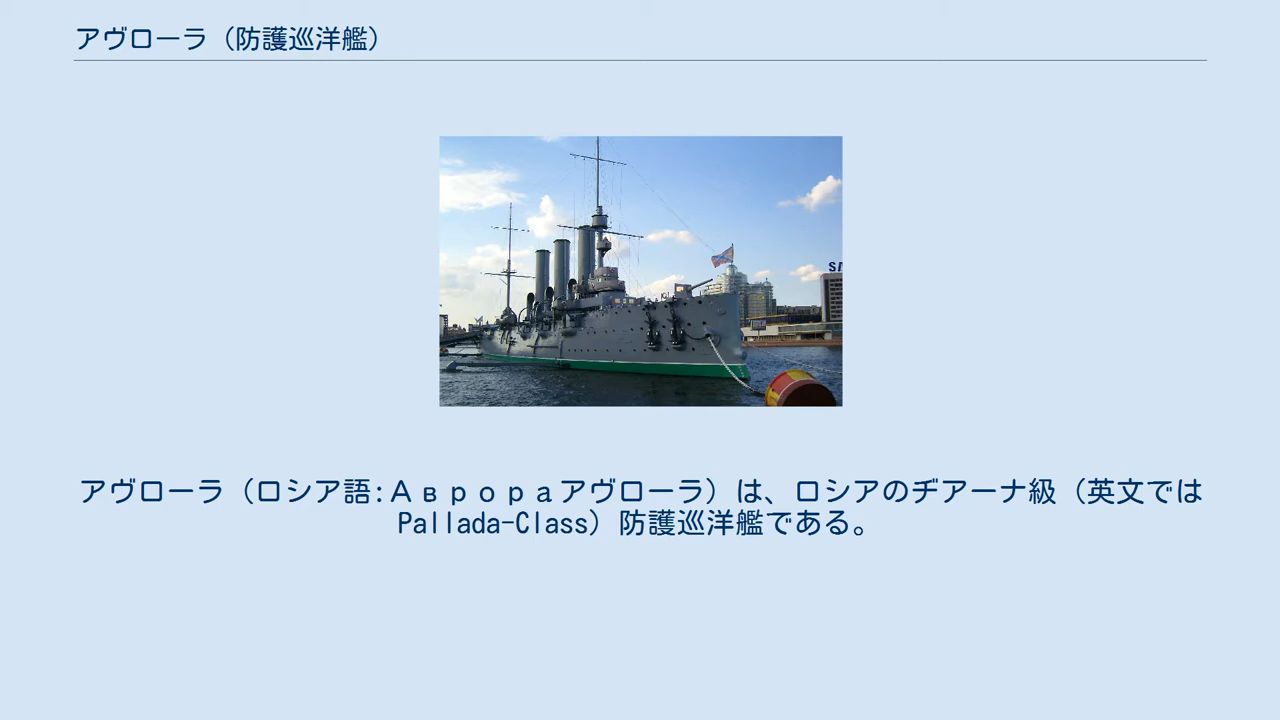 アヴローラ（防護巡洋艦）
アヴローラ（ロシア語:Ａврораアヴローラ）は、ロシアのヂアーナ級（英文では
Pallada-Class）防護巡洋艦である。